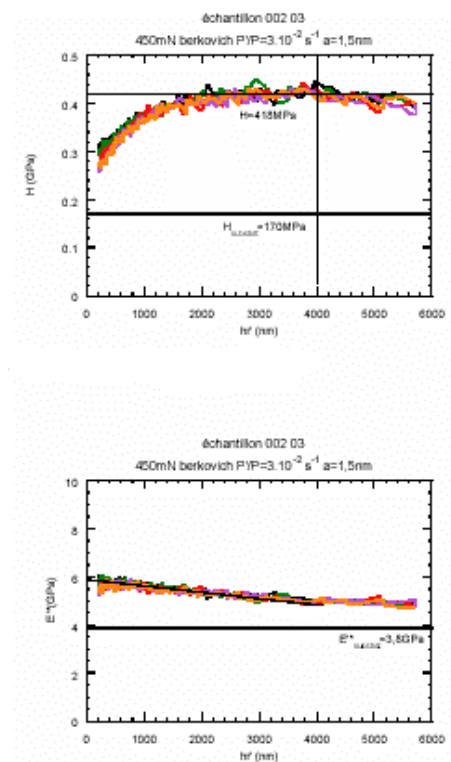 échantillon 002 03
450mN berkovich P'/P=3.10⁻² s⁻¹ a=1,5nm
0.5
0.4
H=418MPa
0.3
H (GPa)
0.2
=170MPa
0.1
0
0 1000 2000 3000 4000 5000 6000
hr' (nm)
échantillon 002 03
450mN berkovich P'/P=3.10⁻² s⁻¹ a=1,5nm
10
8
6
E'*(GPa)
4
=3,8GPa
2
0
0 1000 2000 3000 4000 5000 6000
hr' (nm)